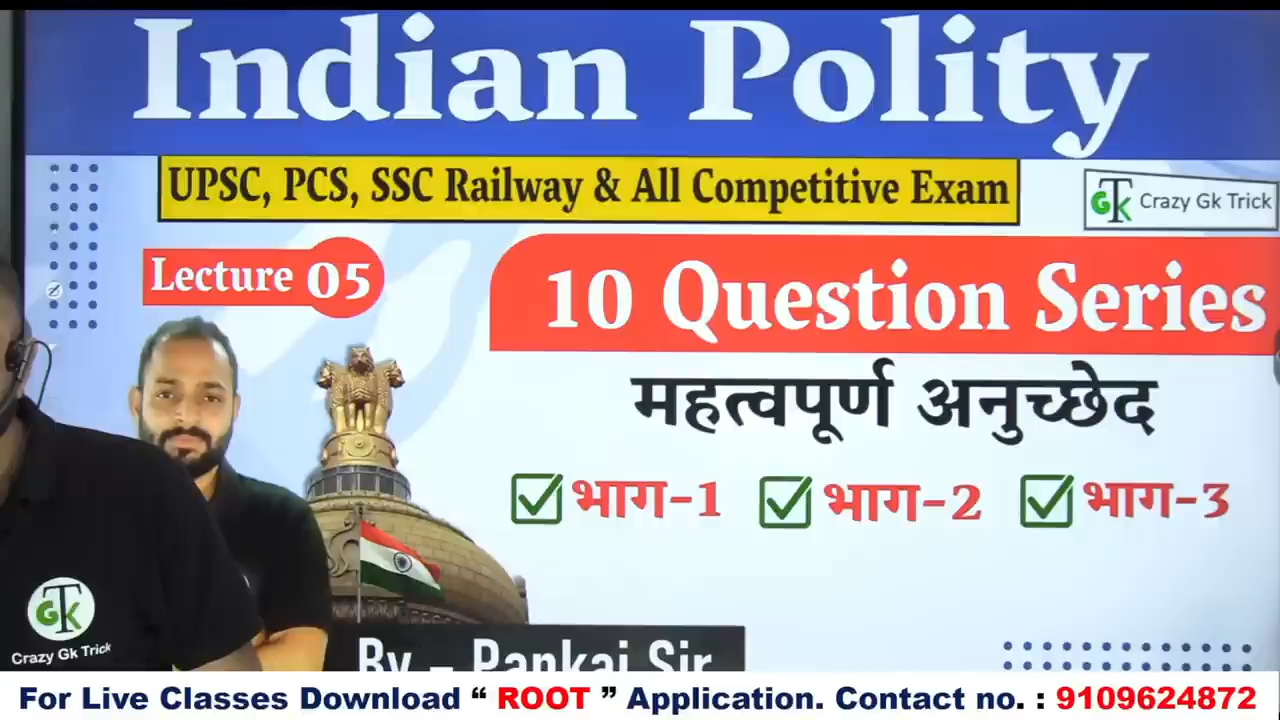 Indian Polity
UPSC, PCS, SSC Railway & All Competitive Exam
GTK Crazy Gk Trick
Lecture 05
10 Question Series
महत्वपूर्ण अनुच्छेद
भाग-1 भाग-2 भाग-3
GTK
Crazy Gk Trick
By - Pankaj Sir
For Live Classes Download “ ROOT ” Application. Contact no. : 9109624872